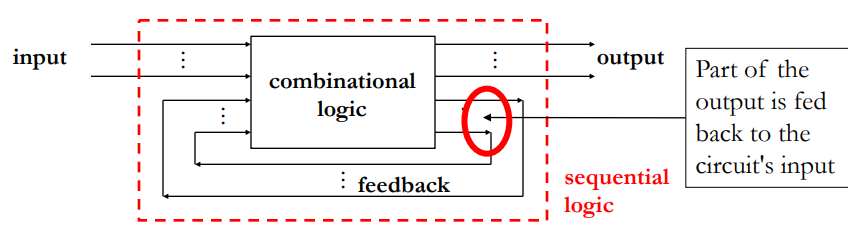 input
combinational
logic
output
Part of the
output is fed
back to the
circuit's input
feedback
sequential
logic